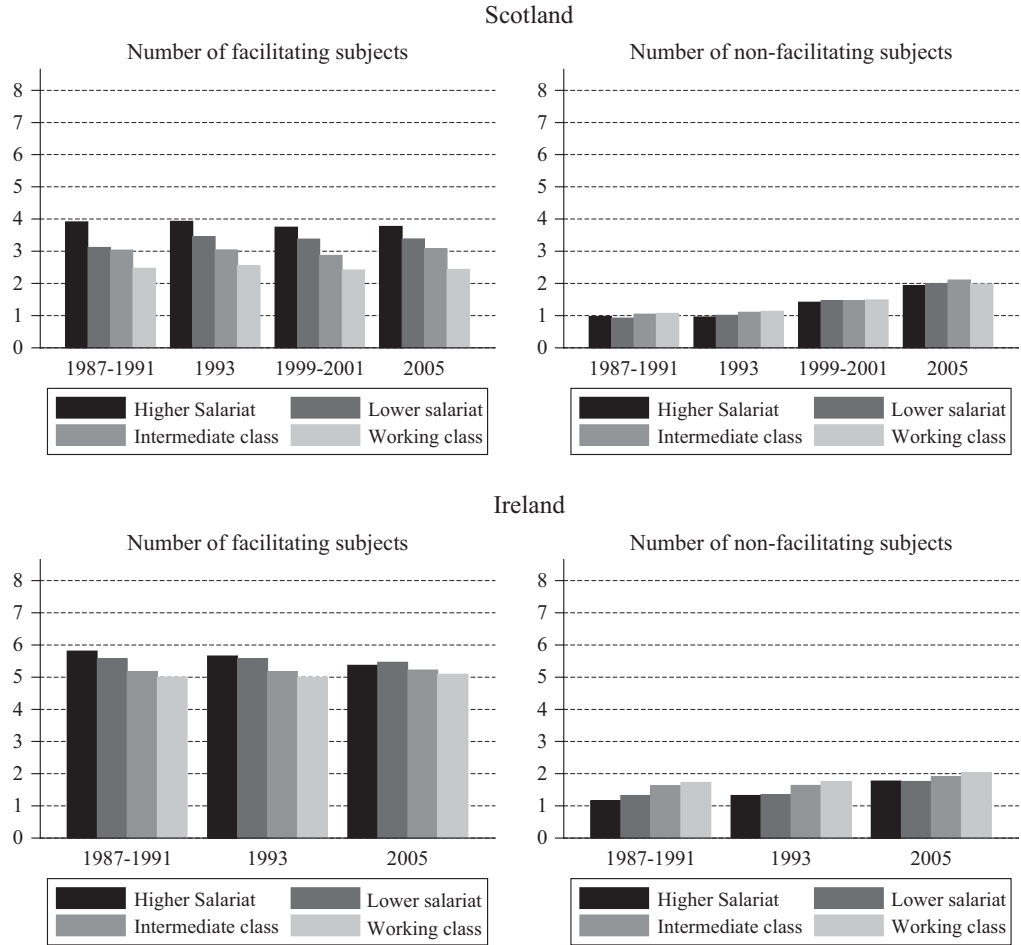 Scotland
Number of facilitating subjects
8
7
6
5
4
3
2
1
0
1987-1991 1993 1999-2001 2005
Higher Salariat Lower salariat
Intermediate class Working class
Number of non-facilitating subjects
8
7
6
5
4
3
2
1
0
1987-1991 1993 1999-2001 2005
Higher Salariat Lower salariat
Intermediate class Working class
Ireland
Number of facilitating subjects
8
7
6
5
4
3
2
1
0
1987-1991 1993 2005
Higher Salariat Lower salariat
Intermediate class Working class
Number of non-facilitating subjects
8
7
6
5
4
3
2
1
0
1987-1991 1993 2005
Higher Salariat Lower salariat
Intermediate class Working class